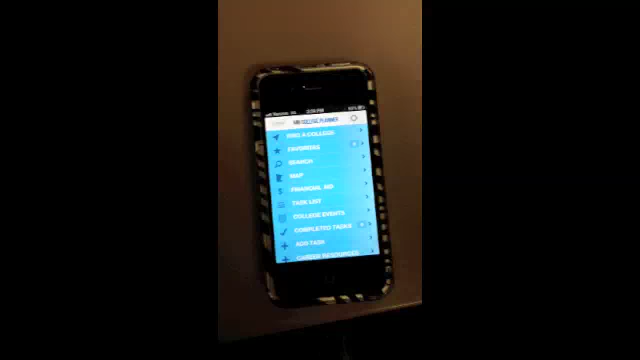 COLLEGE PLANNER
FIND A COLLEGE
FAVORITES
SEARCH
MAP
FINANCIAL AID
TASK LIST
COLLEGE EVENTS
COMPLETED TASKS
ADD TASK
CAREER RESOURCES